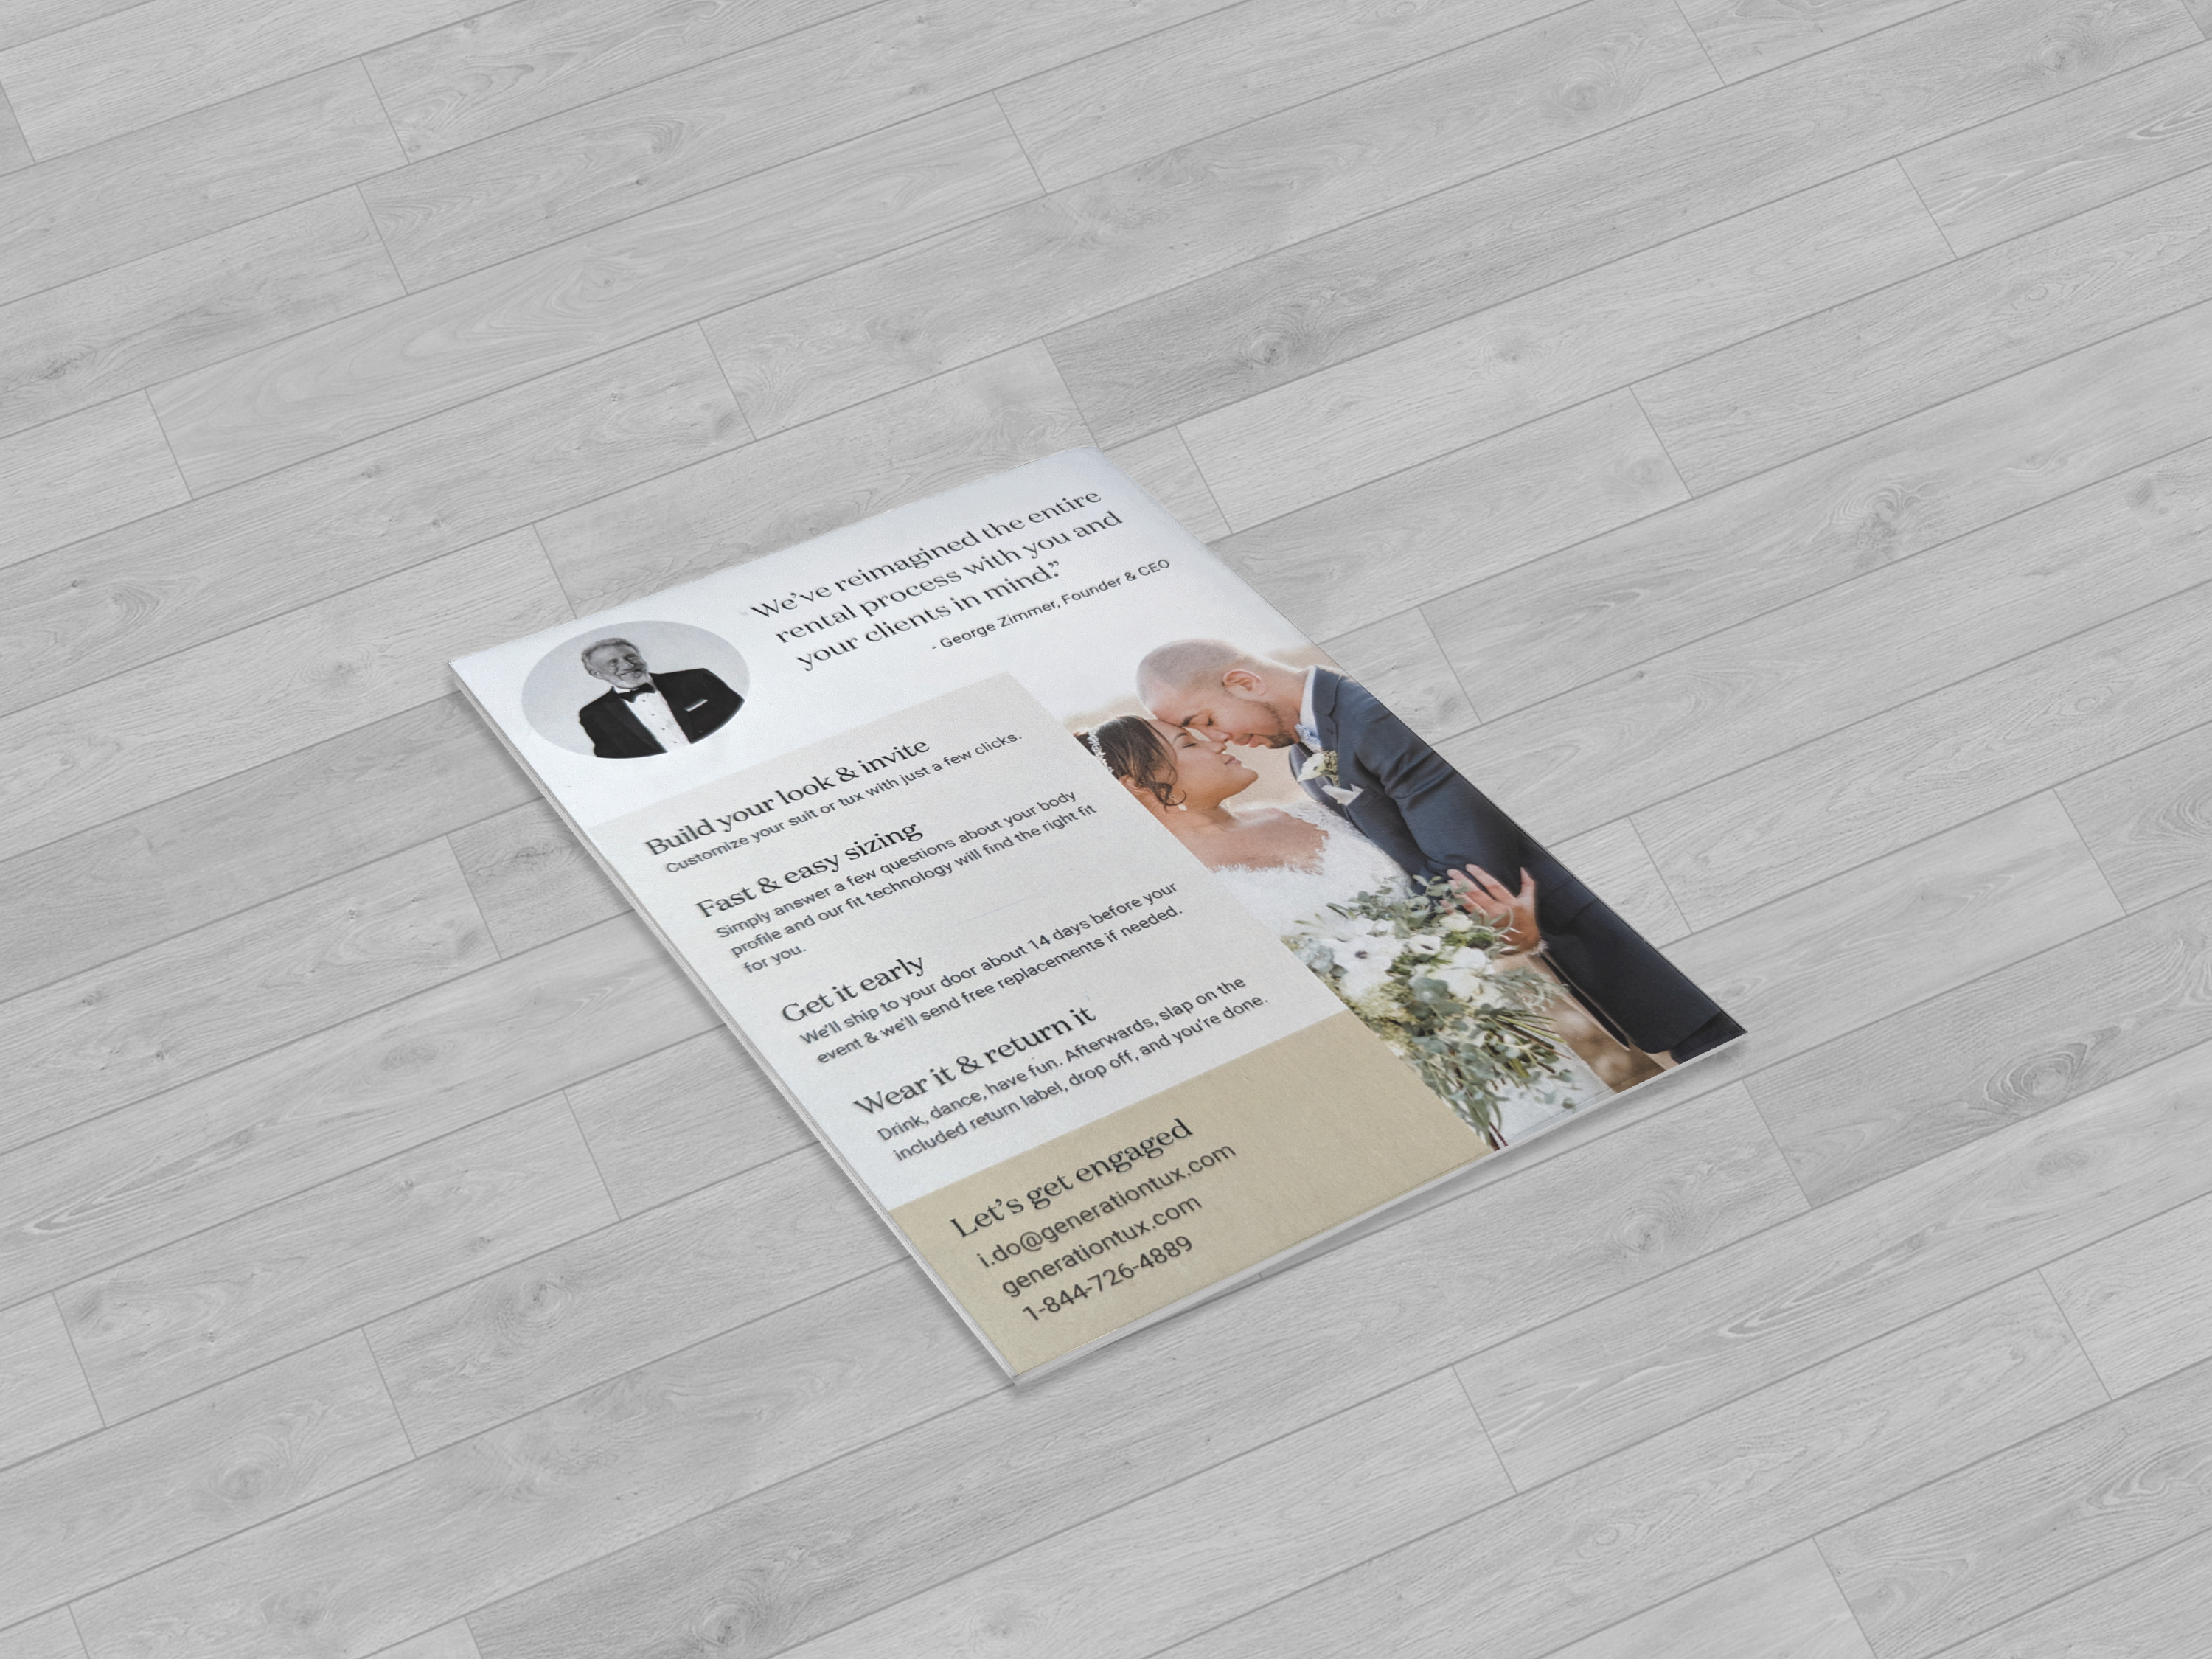 “We’ve reimagined the entire
rental process with you and
your clients in mind.”
- George Zimmer, Founder & CEO
Build your look & invite
Customize your suit or tux with just a few clicks.
Fast & easy sizing
Simply answer a few questions about your body
profile and our fit technology will find the right fit
for you.
Get it early
We'll ship to your door about 14 days before your
event & we'll send free replacements if needed.
Wear it & return it
Drink, dance, have fun. Afterwards, slap on the
included return label, drop off, and you're done.
Let’s get engaged
i.do@generationtux.com
generationtux.com
1-844-726-4889